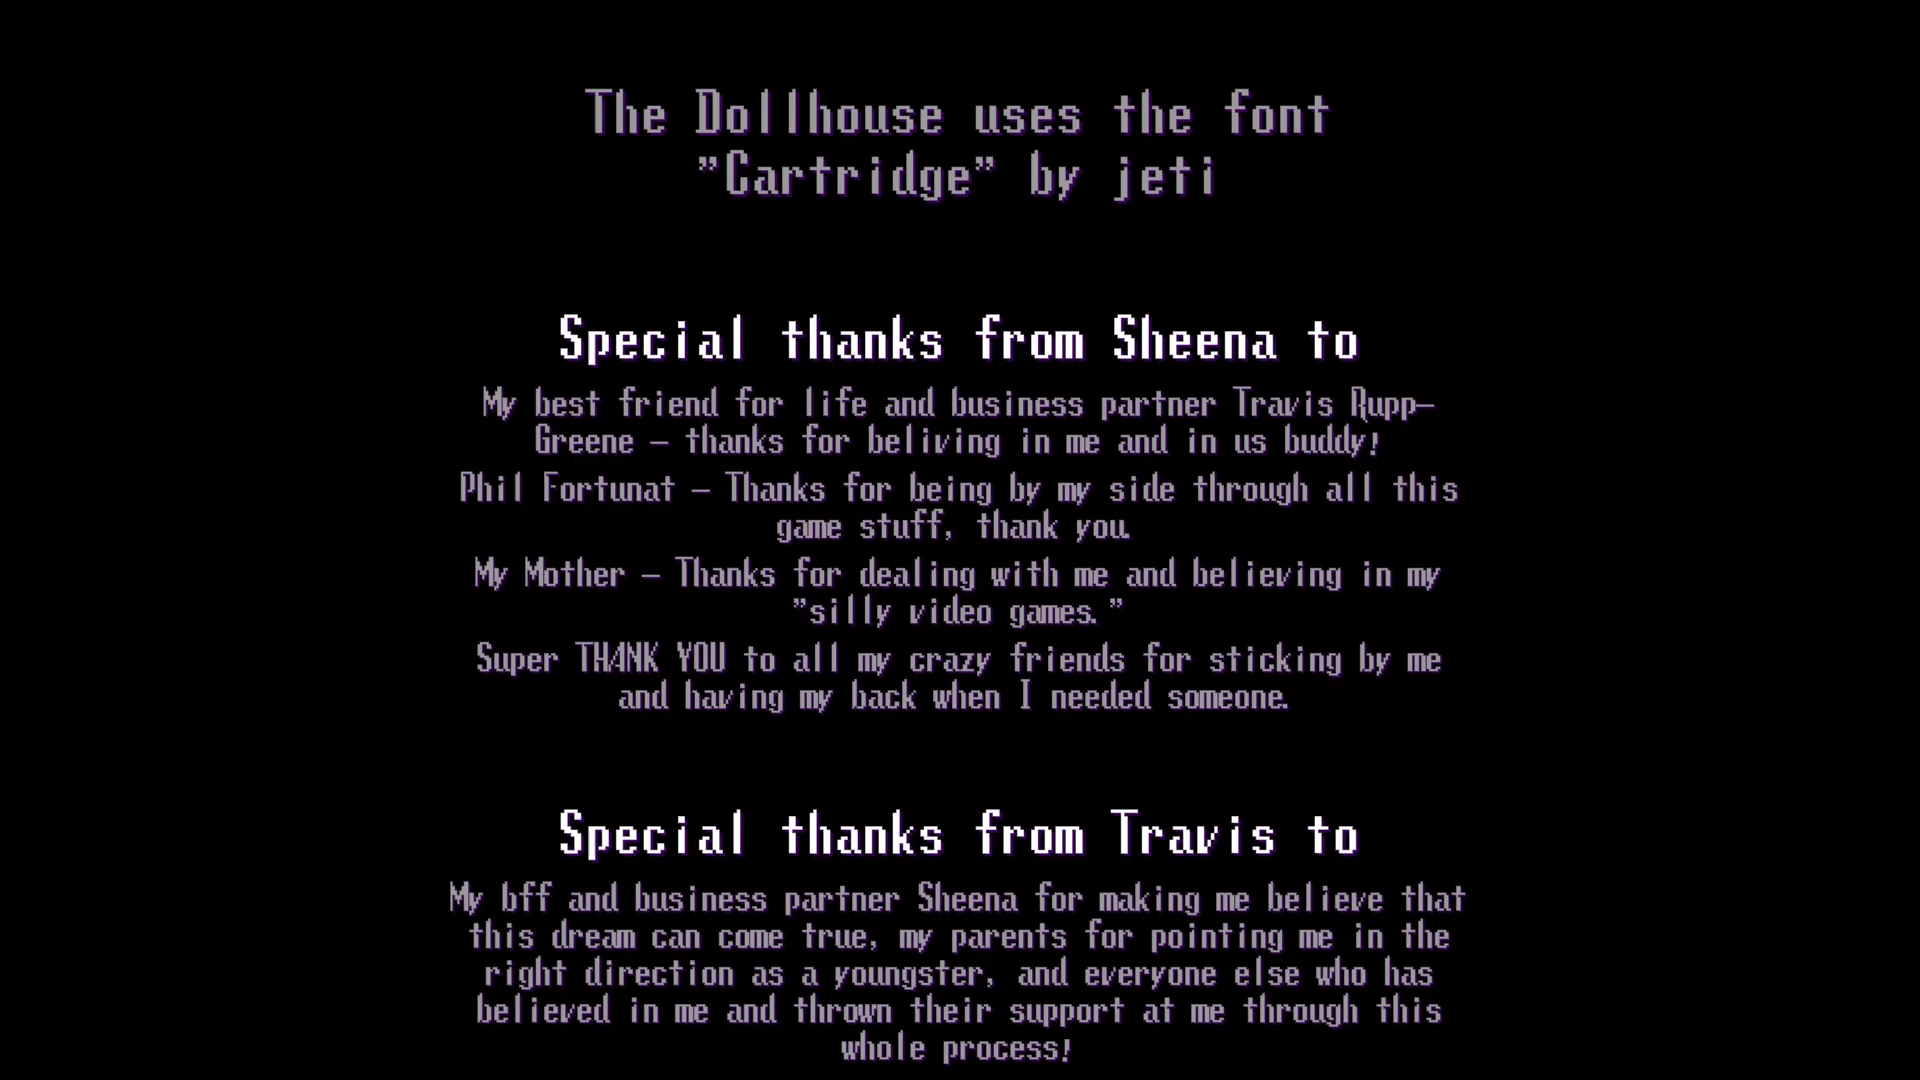 The Dollhouse uses the font
"Cartridge" by jeti
Special thanks from Sheena to
My best friend for life and business partner Travis Rupp-
Greene - thanks for beliving in me and in us buddy!
Phil Fortunat - Thanks for being by my side through all this
game stuff, thank you.
My Mother - Thanks for dealing with me and believing in my
"silly video games."
Super THANK YOU to all my crazy friends for sticking by me
and having my back when I needed someone.
Special thanks from Travis to
My bff and business partner Sheena for making me believe that
this dream can come true, my parents for pointing me in the
right direction as a youngster, and everyone else who has
believed in me and thrown their support at me through this
whole process!